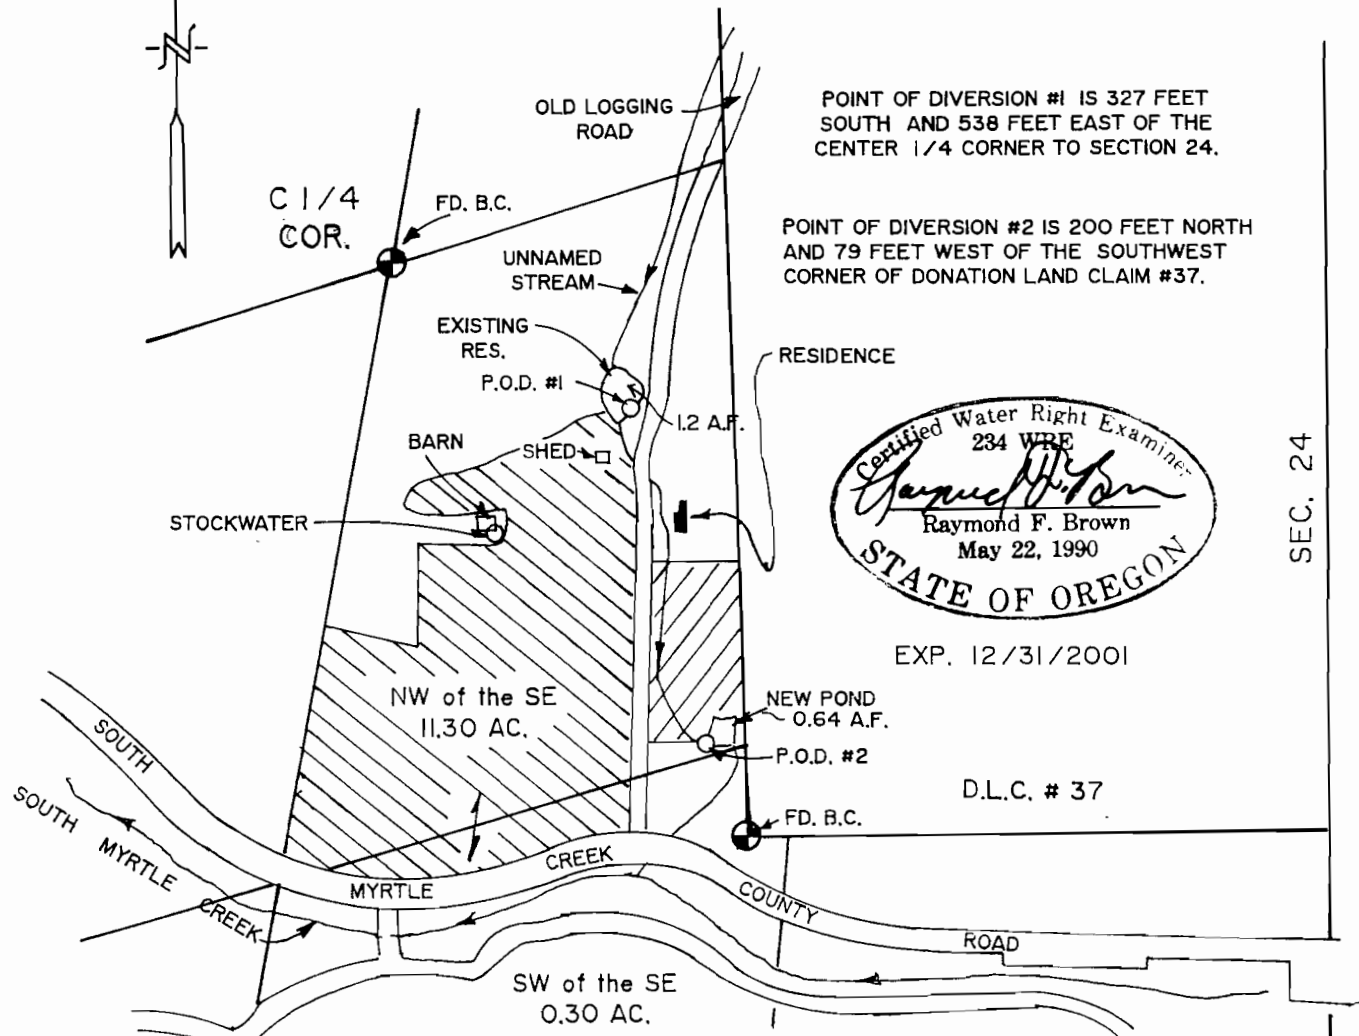 N
OLD LOGGING
ROAD
POINT OF DIVERSION #1 IS 327 FEET
SOUTH AND 538 FEET EAST OF THE
CENTER 1/4 CORNER TO SECTION 24.
C 1/4
COR.
FD. B.C.
POINT OF DIVERSION #2 IS 200 FEET NORTH
AND 79 FEET WEST OF THE SOUTHWEST
CORNER OF DONATION LAND CLAIM #37.
UNNAMED
STREAM
EXISTING
RES.
RESIDENCE
P.O.D. #1
1.2 A.F.
BARN
SHED
STOCKWATER
Certified Water Right Examiner
234 WRE
Raymond F. Brown
May 22, 1990
STATE OF OREGON
SEC. 24
EXP. 12/31/2001
NW of the SE
11.30 AC.
NEW POND
0.64 A.F.
P.O.D. #2
D.L.C. # 37
FD. B.C.
SOUTH MYRTLE CREEK COUNTY ROAD
SOUTH MYRTLE CREEK
SW of the SE
0.30 AC.